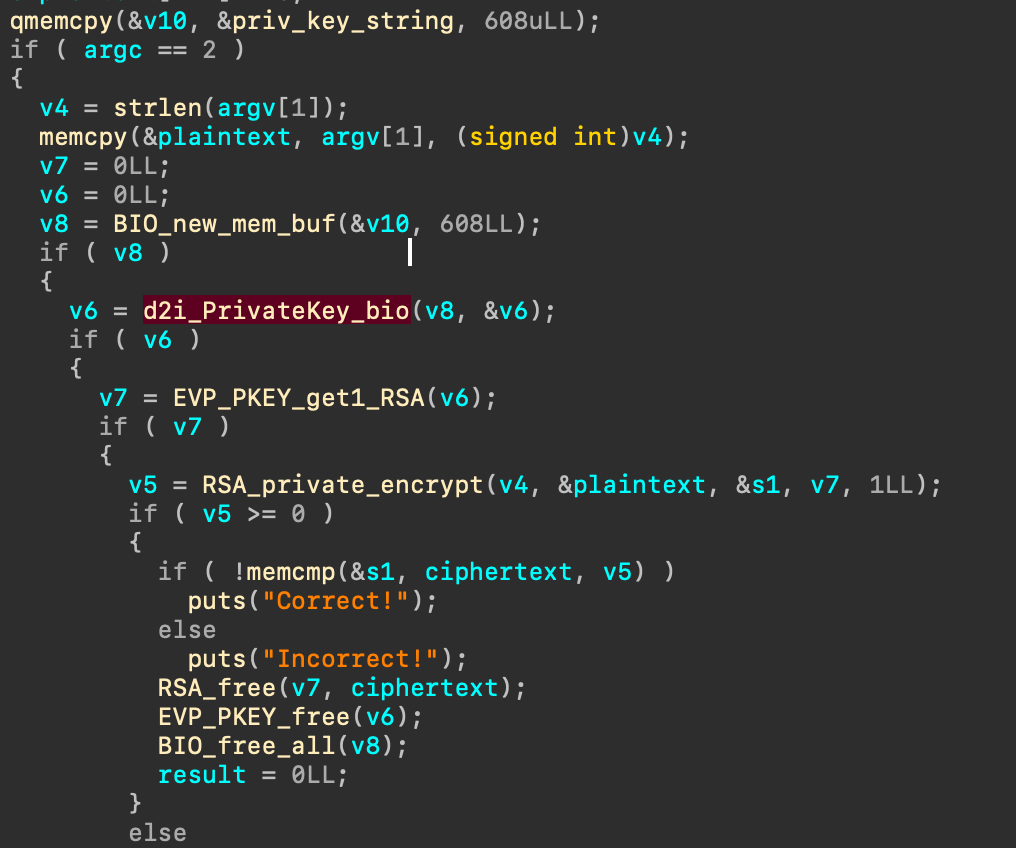 qmemcpy(&v10, &priv_key_string, 608uLL);
if ( argc == 2 )
{
v4 = strlen(argv[1]);
memcpy(&plaintext, argv[1], (signed int)v4);
v7 = 0LL;
v6 = 0LL;
v8 = BIO_new_mem_buf(&v10, 608LL);
if ( v8 )
{
v6 = d2i_PrivateKey_bio(v8, &v6);
if ( v6 )
{
v7 = EVP_PKEY_get1_RSA(v6);
if ( v7 )
{
v5 = RSA_private_encrypt(v4, &plaintext, &s1, v7, 1LL);
if ( v5 >= 0 )
{
if ( !memcmp(&s1, ciphertext, v5) )
puts("Correct!");
else
puts("Incorrect!");
RSA_free(v7, ciphertext);
EVP_PKEY_free(v6);
BIO_free_all(v8);
result = 0LL;
}
else